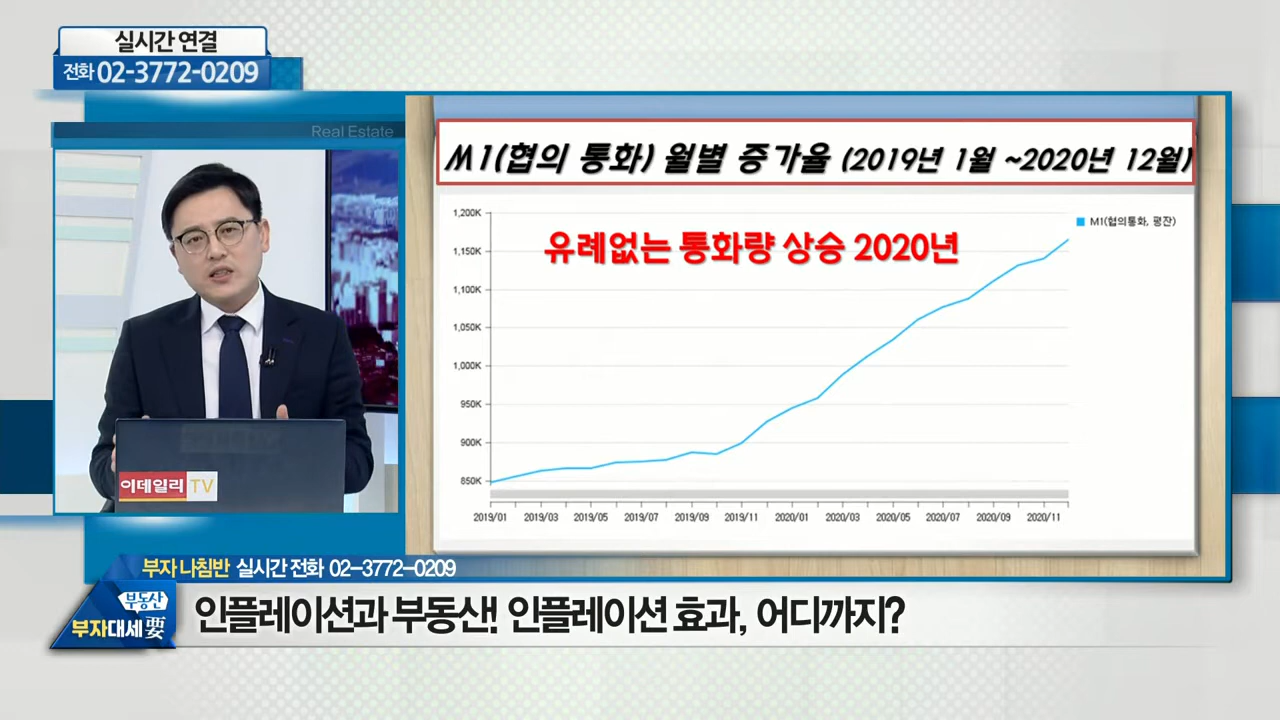 실시간 연결
전화 02-3772-0209
Real Estate
M1(협의 통화) 월별 증가율 (2019년 1월 ~2020년 12월)
유례없는 통화량 상승 2020년
M1(협의통화, 평잔)
1,200K
1,150K
1,100K
1,050K
1,000K
950K
900K
850K
2019/01 2019/03 2019/05 2019/07 2019/09 2019/11 2020/01 2020/03 2020/05 2020/07 2020/09 2020/11
이데일리 TV
부자 나침반 실시간 전화 02-3772-0209
부동산
부자대세 要
인플레이션과 부동산! 인플레이션 효과, 어디까지?